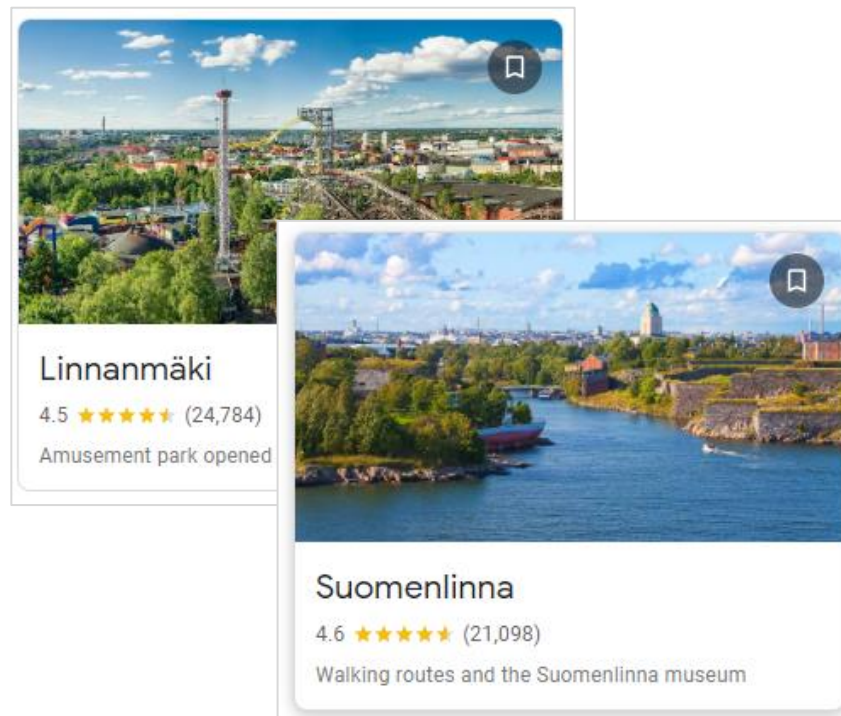 Linnanmäki
4.5 ★★★★★ (24,784)
Amusement park opened
Suomenlinna
4.6 ★★★★★ (21,098)
Walking routes and the Suomenlinna museum